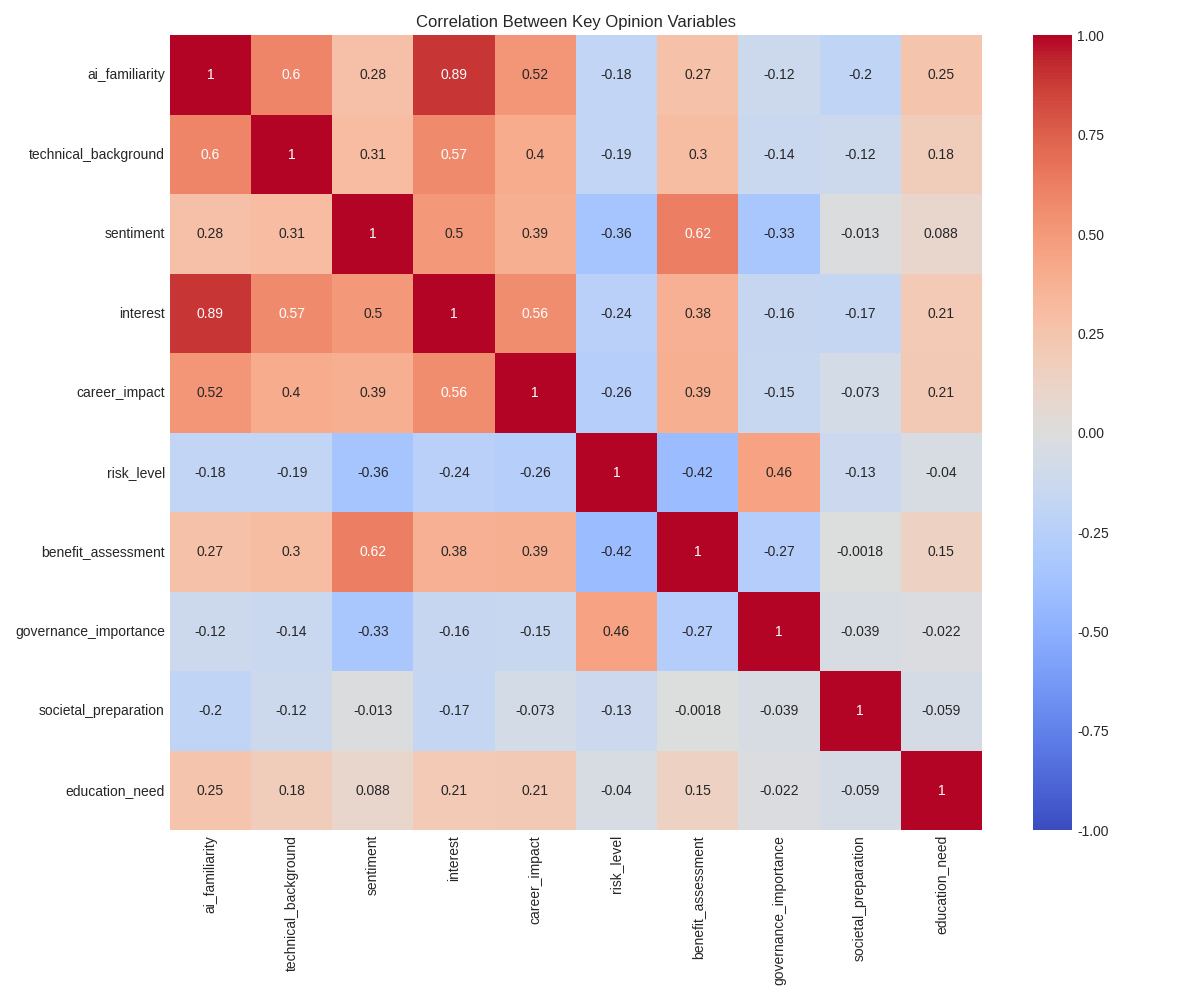 Correlation Between Key Opinion Variables
ai_familiarity 1 0.6 0.28 0.89 0.52 -0.18 0.27 -0.12 -0.2 0.25
technical_background 0.6 1 0.31 0.57 0.4 -0.19 0.3 -0.14 -0.12 0.18
sentiment 0.28 0.31 1 0.5 0.39 -0.36 0.62 -0.33 -0.013 0.088
interest 0.89 0.57 0.5 1 0.56 -0.24 0.38 -0.16 -0.17 0.21
career_impact 0.52 0.4 0.39 0.56 1 -0.26 0.39 -0.15 -0.073 0.21
risk_level -0.18 -0.19 -0.36 -0.24 -0.26 1 -0.42 0.46 -0.13 -0.04
benefit_assessment 0.27 0.3 0.62 0.38 0.39 -0.42 1 -0.27 -0.0018 0.15
governance_importance -0.12 -0.14 -0.33 -0.16 -0.15 0.46 -0.27 1 -0.039 -0.022
societal_preparation -0.2 -0.12 -0.013 -0.17 -0.073 -0.13 -0.0018 -0.039 1 -0.059
education_need 0.25 0.18 0.088 0.21 0.21 -0.04 0.15 -0.022 -0.059 1
ai_familiarity
technical_background
sentiment
interest
career_impact
risk_level
benefit_assessment
governance_importance
societal_preparation
education_need
1.00
0.75
0.50
0.25
0.00
-0.25
-0.50
-0.75
-1.00